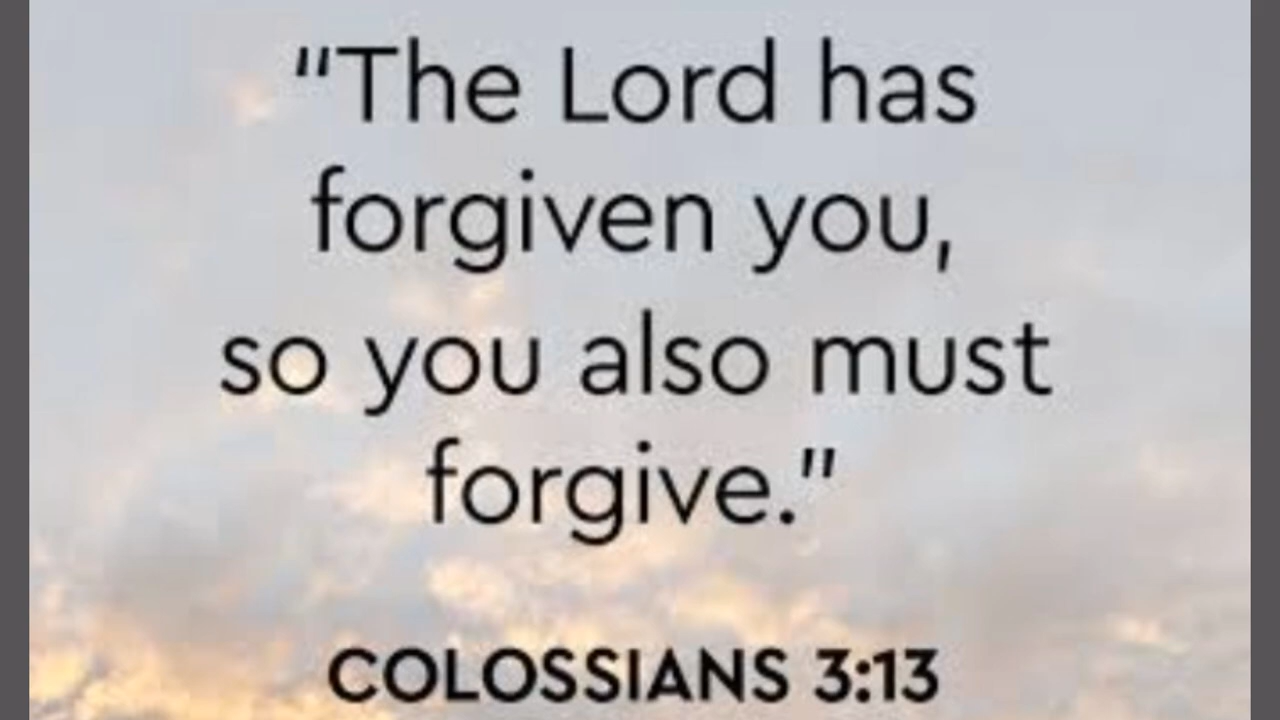 "The Lord has
forgiven you,
so you also must
forgive."
COLOSSIANS 3:13